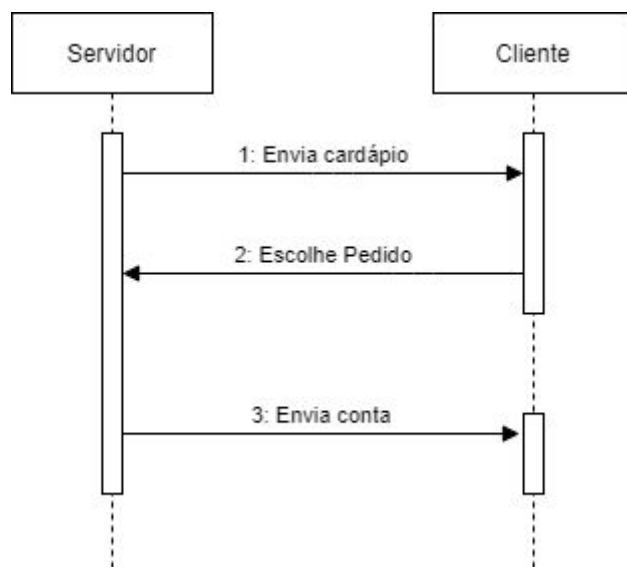 Servidor
Cliente
1: Envia cardápio
2: Escolhe Pedido
3: Envia conta